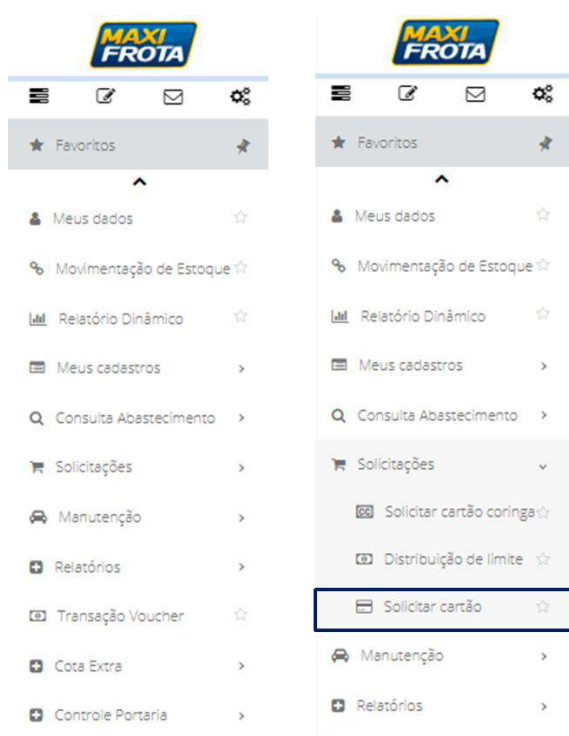 MAXI
FROTA
Favoritos
Meus dados
Movimentação de Estoque
Relatório Dinâmico
Meus cadastros
Consulta Abastecimento
Solicitações
Manutenção
Relatórios
Transação Voucher
Cota Extra
Controle Portaria
MAXI
FROTA
Favoritos
Meus dados
Movimentação de Estoque
Relatório Dinâmico
Meus cadastros
Consulta Abastecimento
Solicitações
CC Solicitar cartão coringa
Distribuição de limite
Solicitar cartão
Manutenção
Relatórios